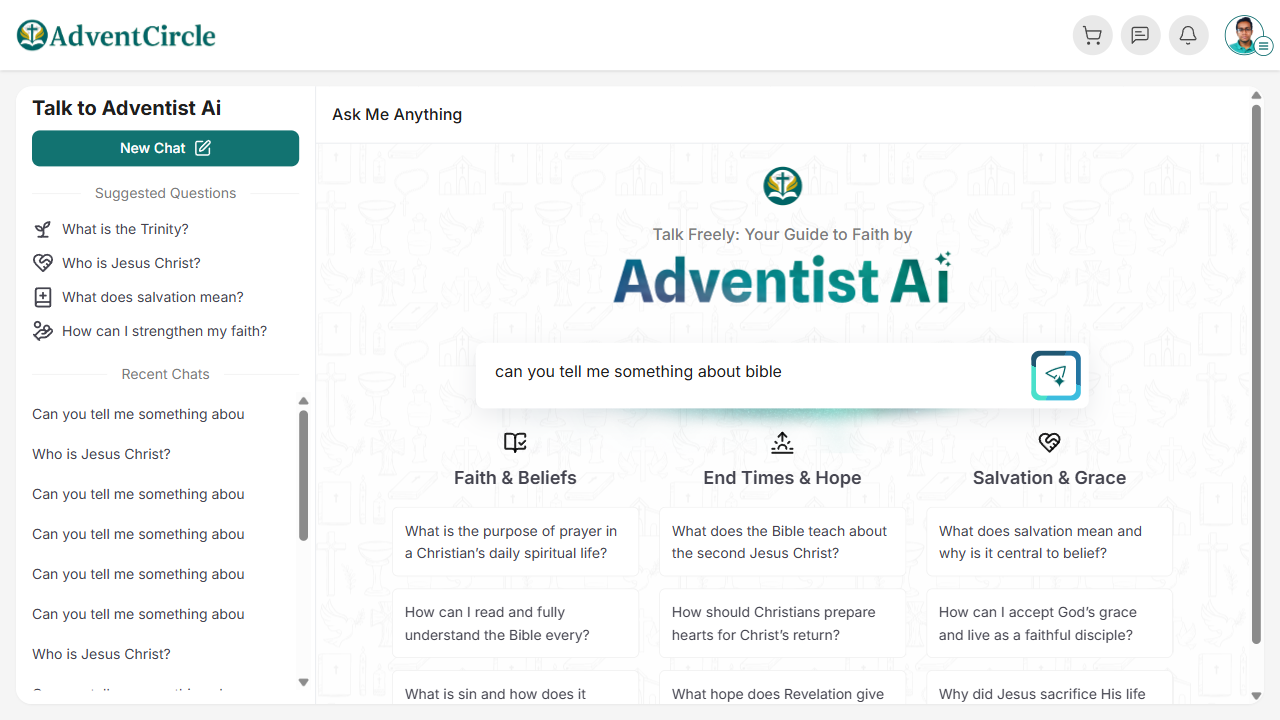 AdventCircle
Talk to Adventist Ai
New Chat
Suggested Questions
What is the Trinity?
Who is Jesus Christ?
What does salvation mean?
How can I strengthen my faith?
Recent Chats
Can you tell me something abou
Who is Jesus Christ?
Can you tell me something abou
Can you tell me something abou
Can you tell me something abou
Can you tell me something abou
Who is Jesus Christ?
Ask Me Anything
Talk Freely: Your Guide to Faith by
Adventist Ai
can you tell me something about bible
Faith & Beliefs
What is the purpose of prayer in
a Christian's daily spiritual life?
How can I read and fully
understand the Bible every?
What is sin and how does it
End Times & Hope
What does the Bible teach about
the second Jesus Christ?
How should Christians prepare
hearts for Christ's return?
What hope does Revelation give
Salvation & Grace
What does salvation mean and
why is it central to belief?
How can I accept God's grace
and live as a faithful disciple?
Why did Jesus sacrifice His life